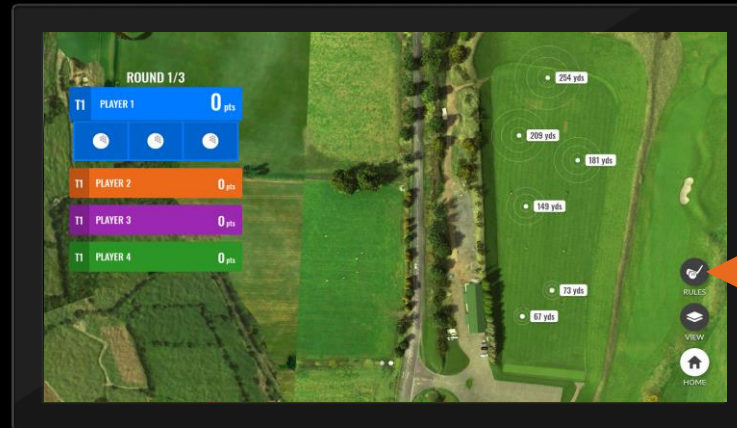 ROUND 1/3
T1 PLAYER 1 0 pts
T1 PLAYER 2 0 pts
T1 PLAYER 3 0 pts
T1 PLAYER 4 0 pts
254 yds
209 yds
181 yds
149 yds
73 yds
67 yds
RULES
VIEW
HOME